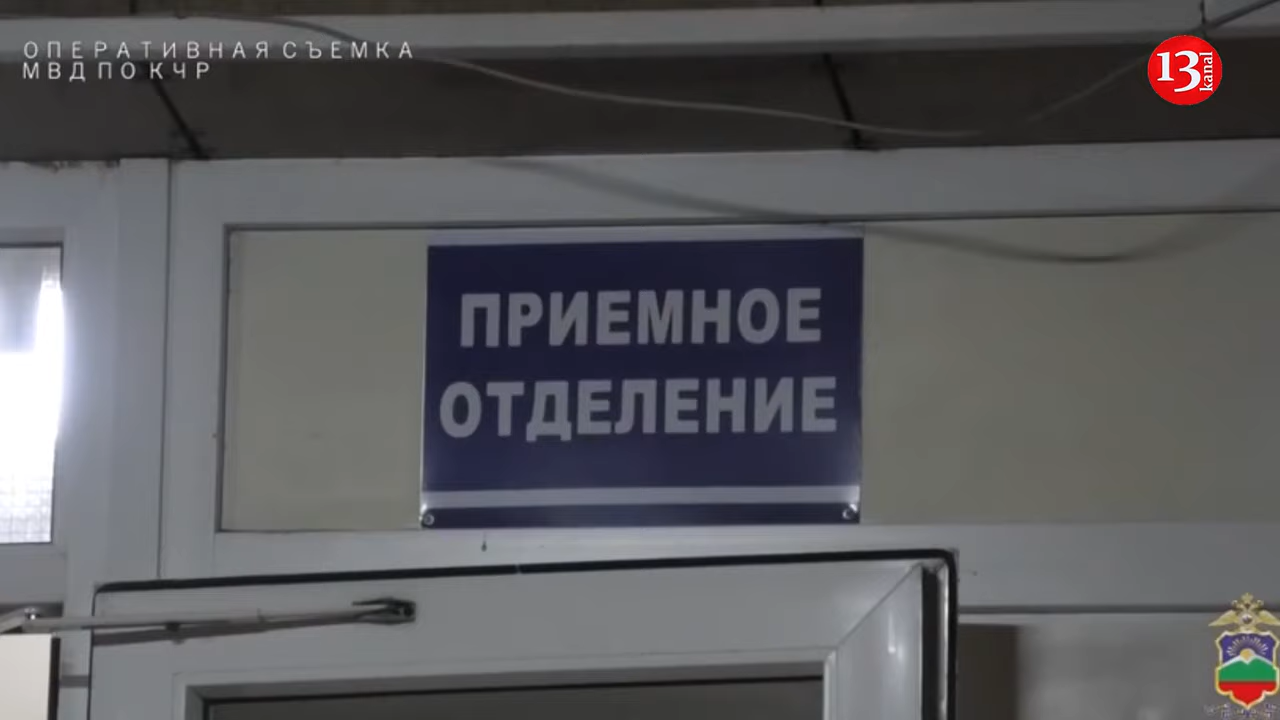 ОПЕРАТИВНАЯ СЪЕМКА
МВД ПО КЧР
13
kanal
ПРИЕМНОЕ
ОТДЕЛЕНИЕ